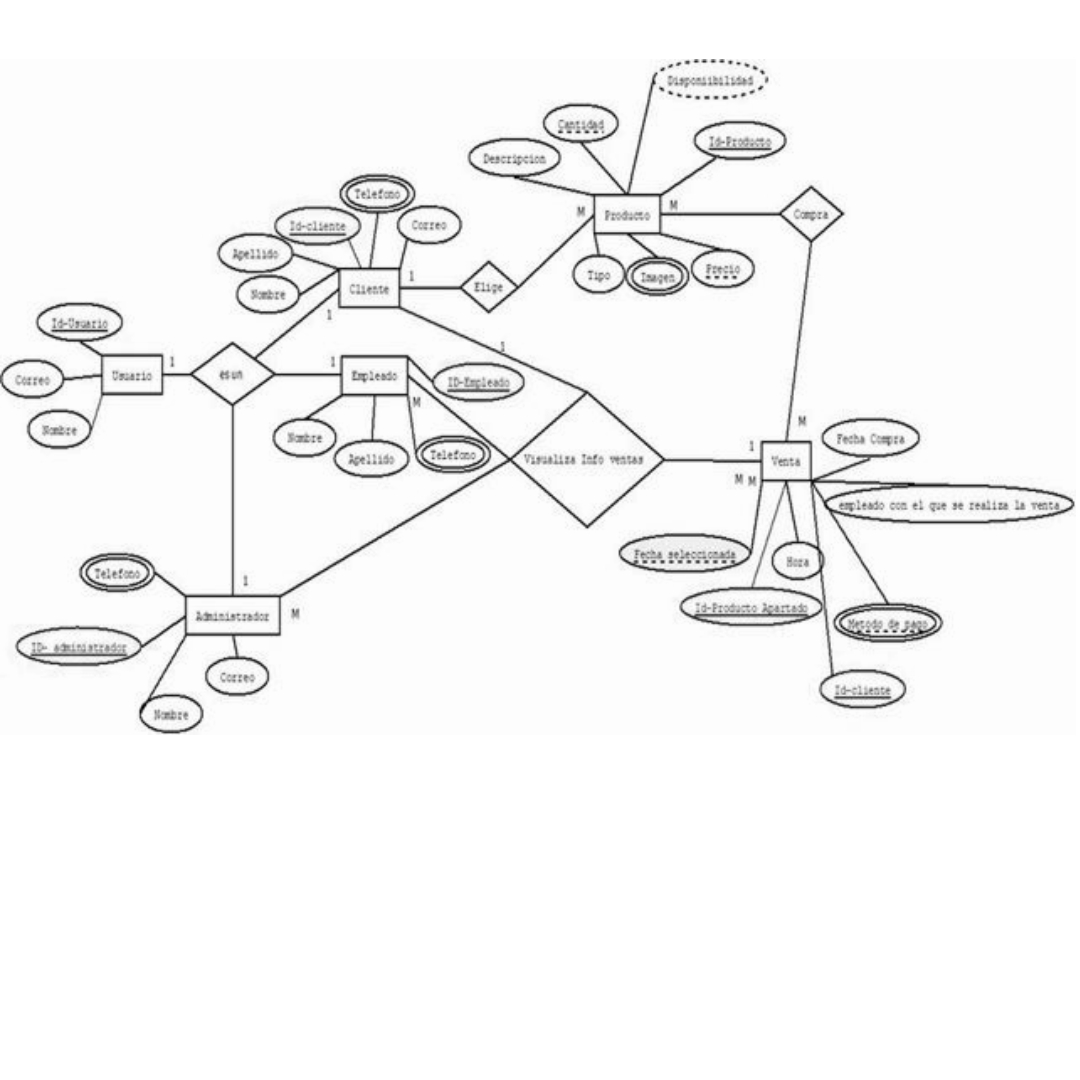 Disponiibilidad
Cantidad
Id-Producto
Descripcion
Telefono
Id-cliente
Correo
M
Producto
M
Compra
Apellido
Tipo
Imagen
Precio
Nombre
Cliente
1
Elige
1
Id-Usuario
1
Usuario
1
esun
1
Empleado
ID-Empleado
Correo
M
Nombre
Nombre
Apellido
Telefono
Visualiza Info ventas
M
1
Venta
Fecha Compra
M M
empleado con el que se realiza la venta
Fecha seleccionada
Hora
Id-Producto Apartado
Metodo de pago
Id-cliente
Telefono
1
Administrador
M
ID- administrador
Correo
Nombre